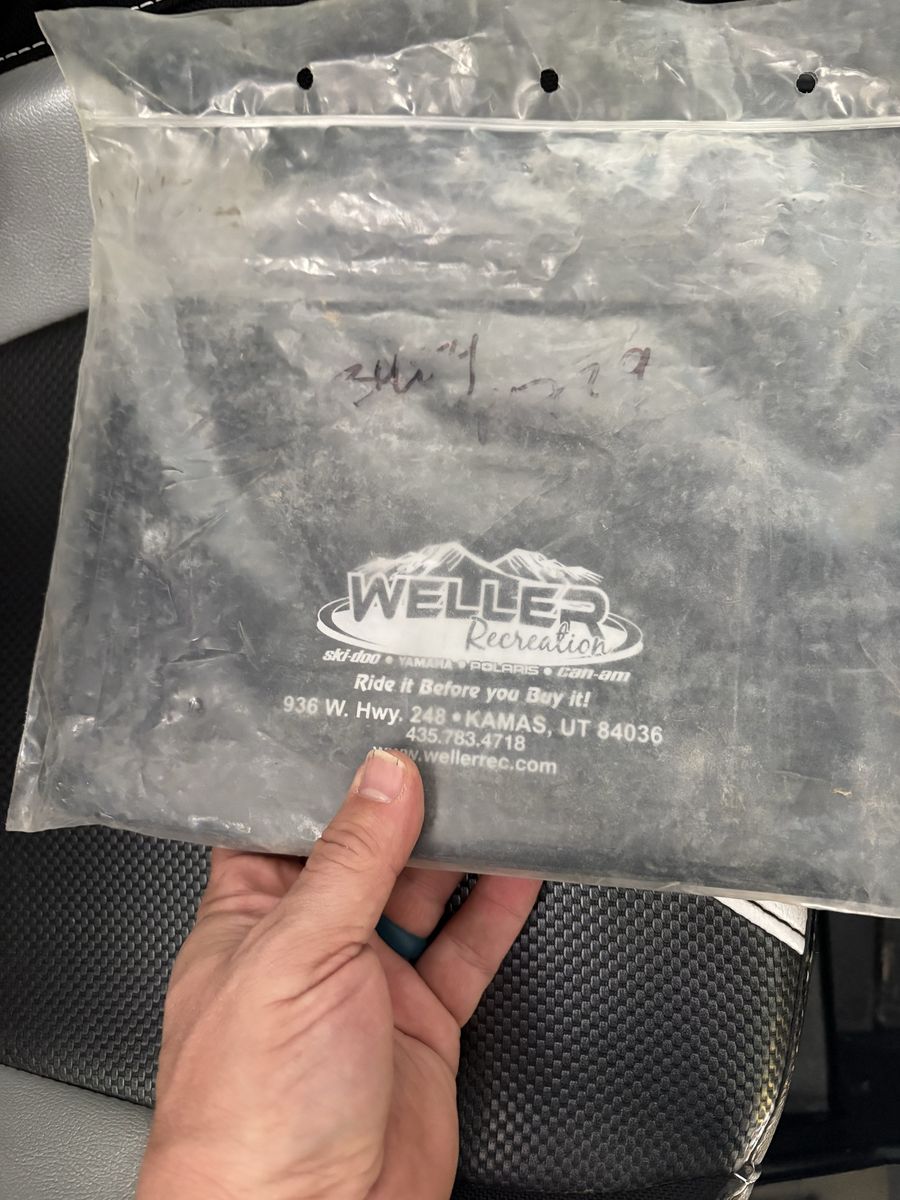 WELLER
Recreation
ski-doo • YAMAHA • POLARIS • can-am
Ride it Before you Buy it!
936 W. Hwy. 248 • KAMAS, UT 84036
435.783.4718
www.wellerrec.com